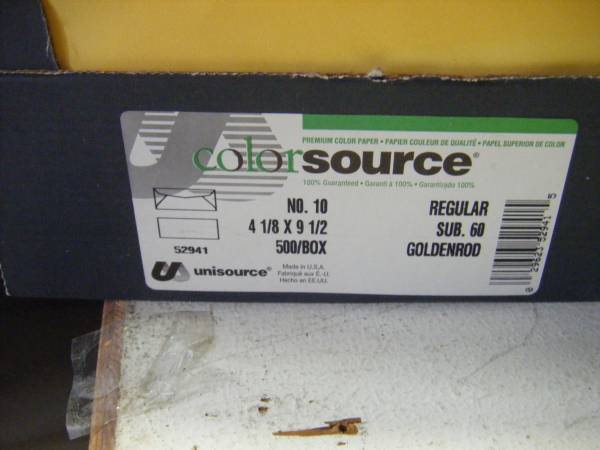 PREMIUM COLOR PAPER • PAPIER COULEUR DE QUALITÉ • PAPEL SUPERIOR DE COLOR
colorsource®
100% Guaranteed • Garanti à 100% • Garantizado 100%
NO. 10
REGULAR
4 1/8 X 9 1/2
SUB. 60
52941
500/BOX
GOLDENROD
unisource®
Made in U.S.A.
Fabriqué aux É.-U.
Hecho en EE.UU.